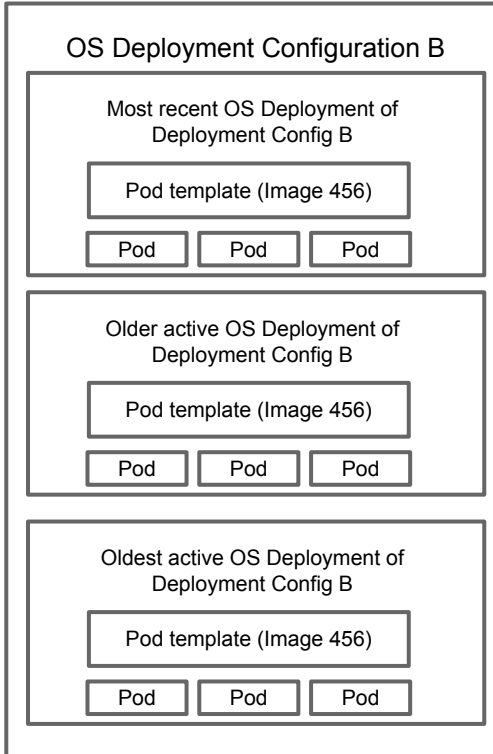 OS Deployment Configuration B
Most recent OS Deployment of
Deployment Config B
Pod template (Image 456)
Pod Pod Pod
Older active OS Deployment of
Deployment Config B
Pod template (Image 456)
Pod Pod Pod
Oldest active OS Deployment of
Deployment Config B
Pod template (Image 456)
Pod Pod Pod